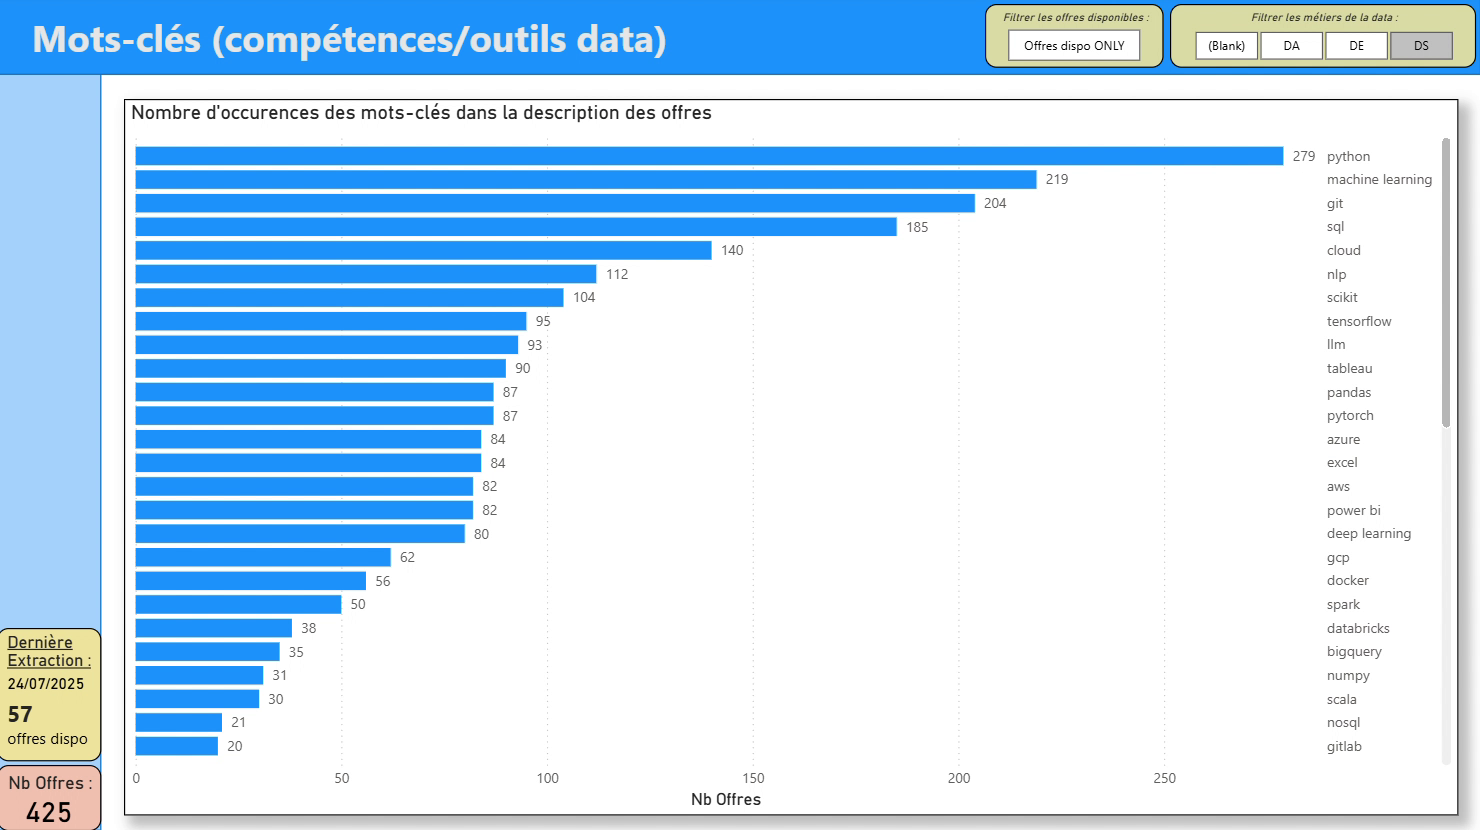 Mots-clés (compétences/outils data)
Filtrer les offres disponibles :
Offres dispo ONLY
Filtrer les métiers de la data :
(Blank) DA DE DS
Nombre d'occurences des mots-clés dans la description des offres
279 python
219 machine learning
204 git
185 sql
140 cloud
112 nlp
104 scikit
95 tensorflow
93 llm
90 tableau
87 pandas
87 pytorch
84 azure
84 excel
82 aws
82 power bi
80 deep learning
62 gcp
56 docker
50 spark
38 databricks
35 bigquery
31 numpy
30 scala
21 nosql
20 gitlab
0 50 100 150 200 250
Nb Offres
Dernière
Extraction :
24/07/2025
57
offres dispo
Nb Offres :
425